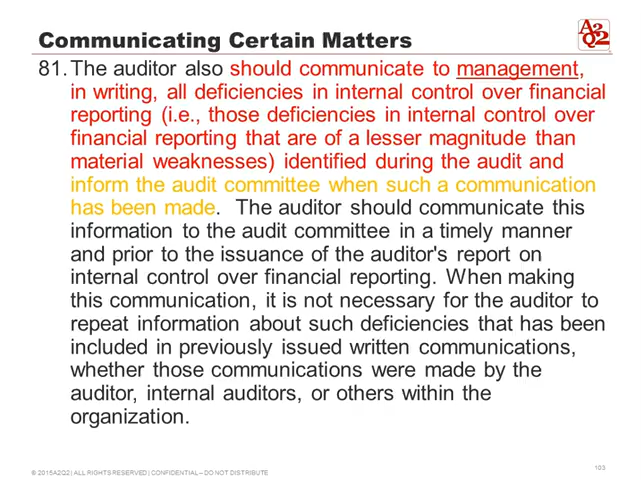 Communicating Certain Matters
A2
Q2
81. The auditor also should communicate to management,
in writing, all deficiencies in internal control over financial
reporting (i.e., those deficiencies in internal control over
financial reporting that are of a lesser magnitude than
material weaknesses) identified during the audit and
inform the audit committee when such a communication
has been made. The auditor should communicate this
information to the audit committee in a timely manner
and prior to the issuance of the auditor's report on
internal control over financial reporting. When making
this communication, it is not necessary for the auditor to
repeat information about such deficiencies that has been
included in previously issued written communications,
whether those communications were made by the
auditor, internal auditors, or others within the
organization.
© 2015A2Q2 | ALL RIGHTS RESERVED | CONFIDENTIAL – DO NOT DISTRIBUTE
103